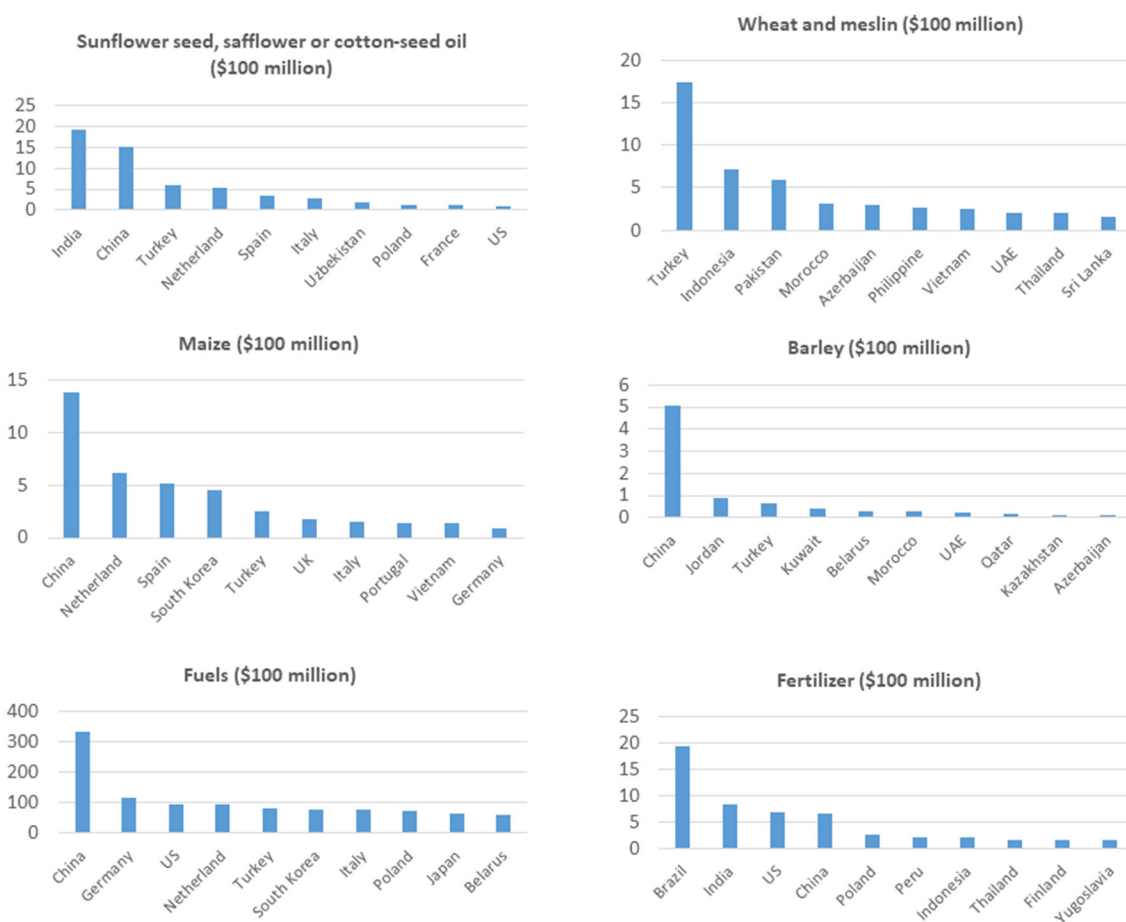 Sunflower seed, safflower or cotton-seed oil
($100 million)
25
20
15
10
5
0
India
China
Turkey
Netherland
Spain
Italy
Uzbekistan
Poland
France
US
Wheat and meslin ($100 million)
20
15
10
5
0
Turkey
Indonesia
Pakistan
Morocco
Azerbaijan
Philippine
Vietnam
UAE
Thailand
Sri Lanka
Maize ($100 million)
15
10
5
0
China
Netherland
Spain
South Korea
Turkey
UK
Italy
Portugal
Vietnam
Germany
Barley ($100 million)
6
5
4
3
2
1
0
China
Jordan
Turkey
Kuwait
Belarus
Morocco
UAE
Qatar
Kazakhstan
Azerbaijan
Fuels ($100 million)
400
300
200
100
0
China
Germany
US
Netherland
Turkey
South Korea
Italy
Poland
Japan
Belarus
Fertilizer ($100 million)
25
20
15
10
5
0
Brazil
India
US
China
Poland
Peru
Indonesia
Thailand
Finland
Yugoslavia